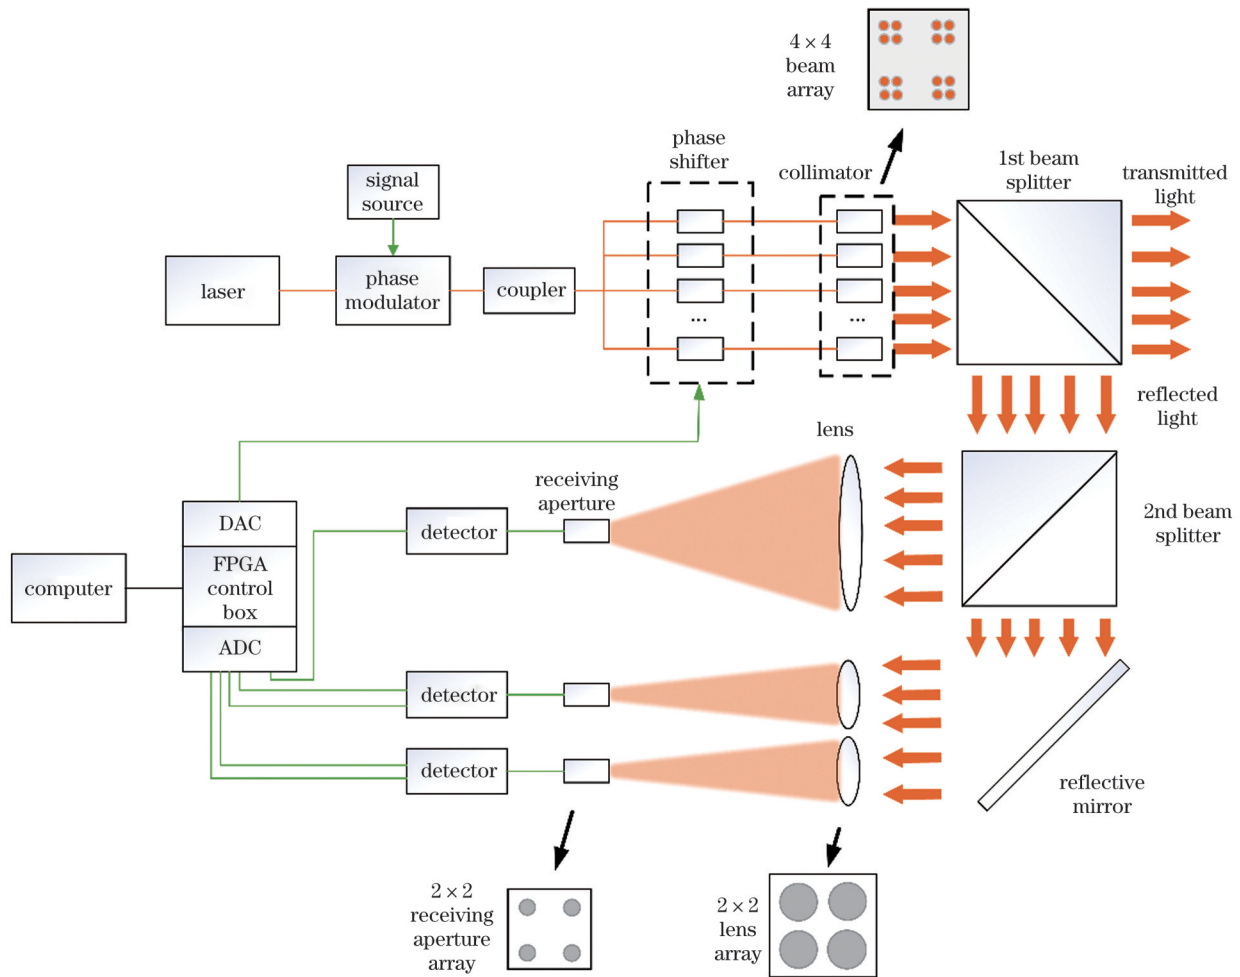 4 × 4
beam
array
phase
shifter
collimator
1st beam
splitter
transmitted
light
signal
source
laser
phase
modulator
coupler
...
...
reflected
light
lens
receiving
aperture
DAC
detector
2nd beam
splitter
computer
FPGA
control
box
ADC
detector
detector
reflective
mirror
2 × 2
receiving
aperture
array
2 × 2
lens
array